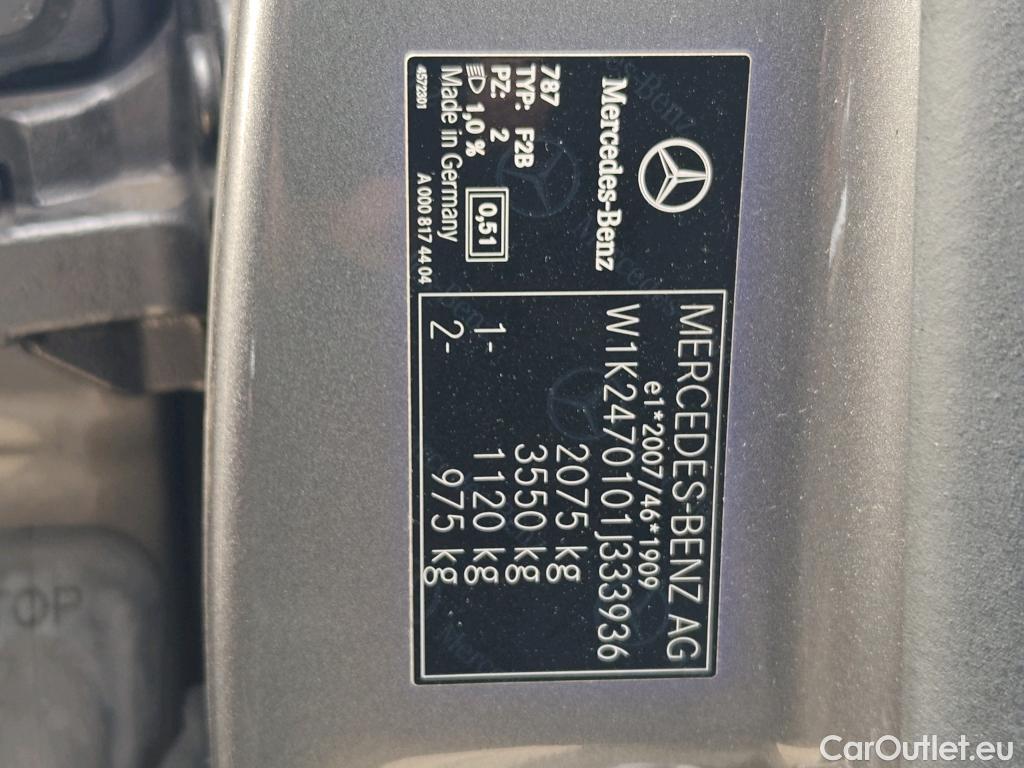 Mercedes-Benz
787
TYP: F2B
PZ: 2
1,0 %
0,51
Made in Germany
4572301 A 000 817 44 04
MERCEDES-BENZ AG
e1*2007/46*1909
W1K2470101J333936
2075 kg
3550 kg
1- 1120 kg
2- 975 kg
CarOutlet.eu